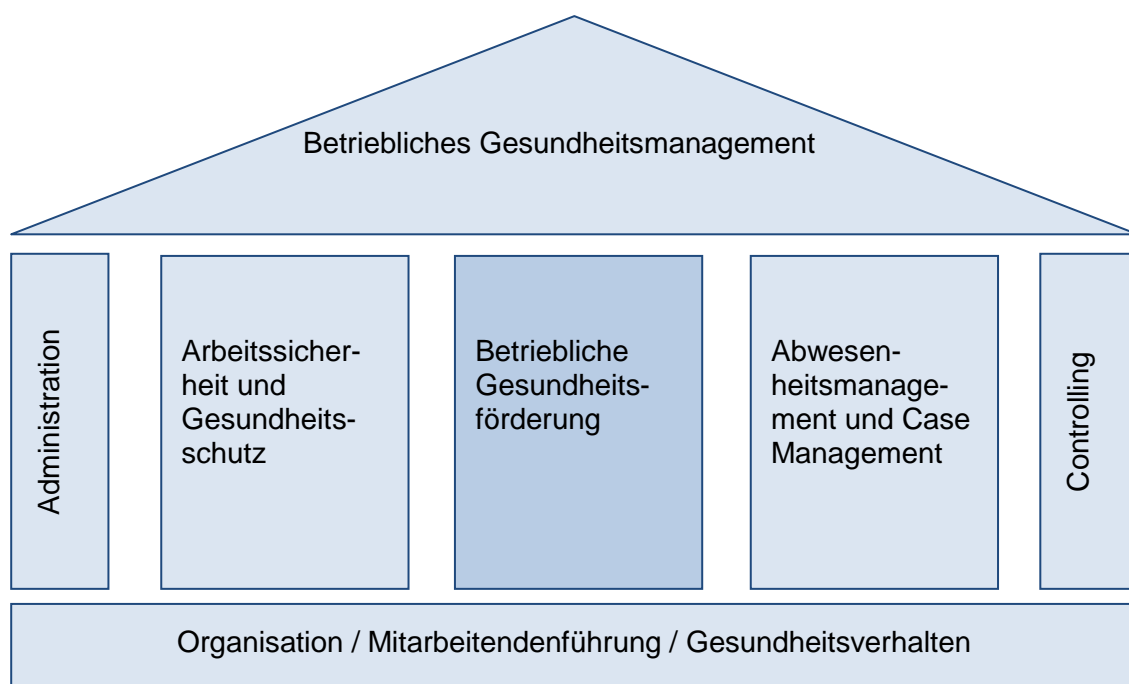 Betriebliches Gesundheitsmanagement
Administration
Arbeitssicher-
heit und
Gesundheits-
schutz
Betriebliche
Gesundheits-
förderung
Abwesen-
heitsmanage-
ment und Case
Management
Controlling
Organisation / Mitarbeitendenführung / Gesundheitsverhalten